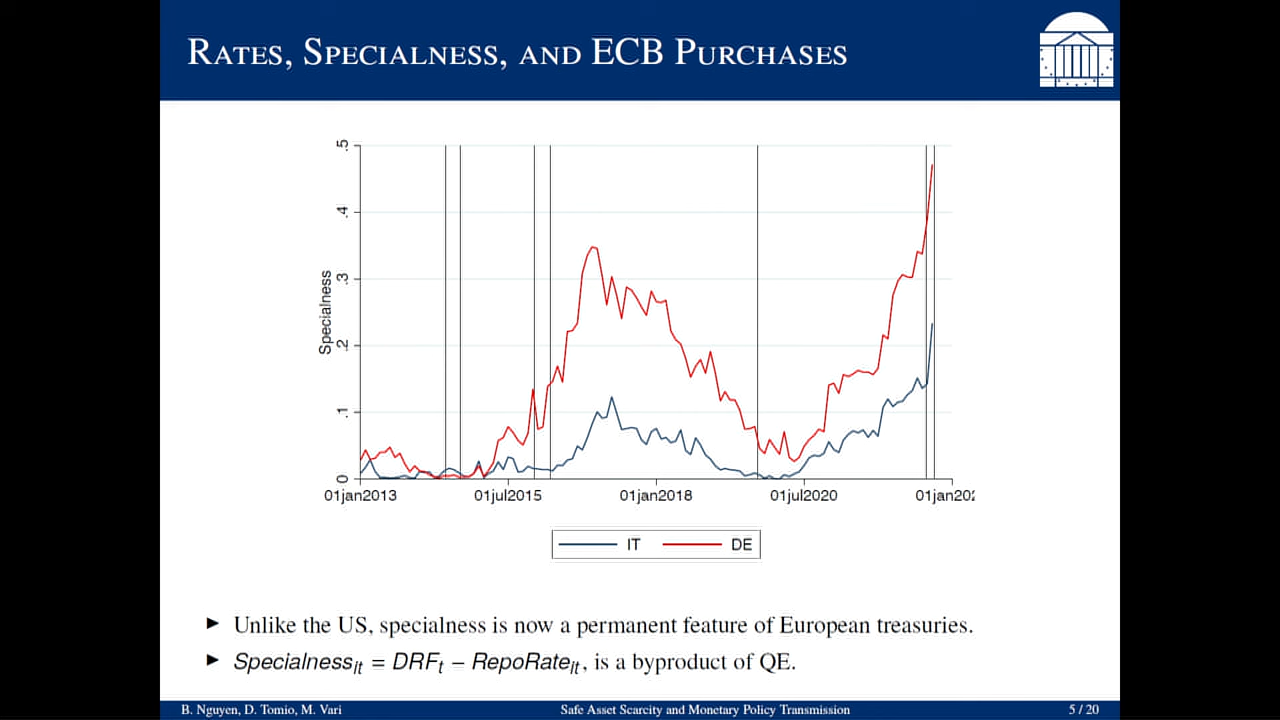 RATES, SPECIALNESS, AND ECB PURCHASES
.5
.4
.3
.2
.1
0
Specialness
01jan2013 01jul2015 01jan2018 01jul2020 01jan202
IT DE
Unlike the US, specialness is now a permanent feature of European treasuries.
Specialness_it = DRF_t − RepoRate_it, is a byproduct of QE.
B. Nguyen, D. Tomio, M. Vari Safe Asset Scarcity and Monetary Policy Transmission 5 / 20